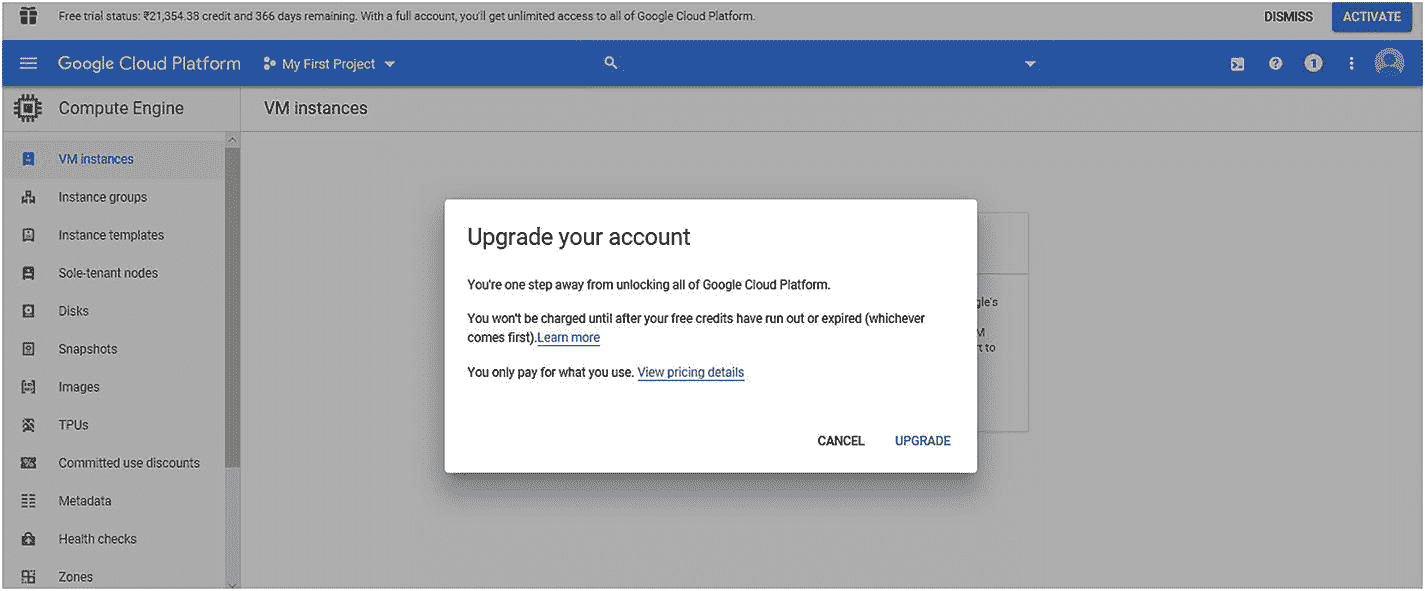 Free trial status: ₹21,354.38 credit and 366 days remaining. With a full account, you'll get unlimited access to all of Google Cloud Platform.
DISMISS
ACTIVATE
Google Cloud Platform
My First Project
1
Compute Engine
VM instances
VM instances
Instance groups
Instance templates
Sole-tenant nodes
Disks
Snapshots
Images
TPUs
Committed use discounts
Metadata
Health checks
Zones
Upgrade your account
You're one step away from unlocking all of Google Cloud Platform.
You won't be charged until after your free credits have run out or expired (whichever
comes first).Learn more
You only pay for what you use. View pricing details
CANCEL
UPGRADE
to